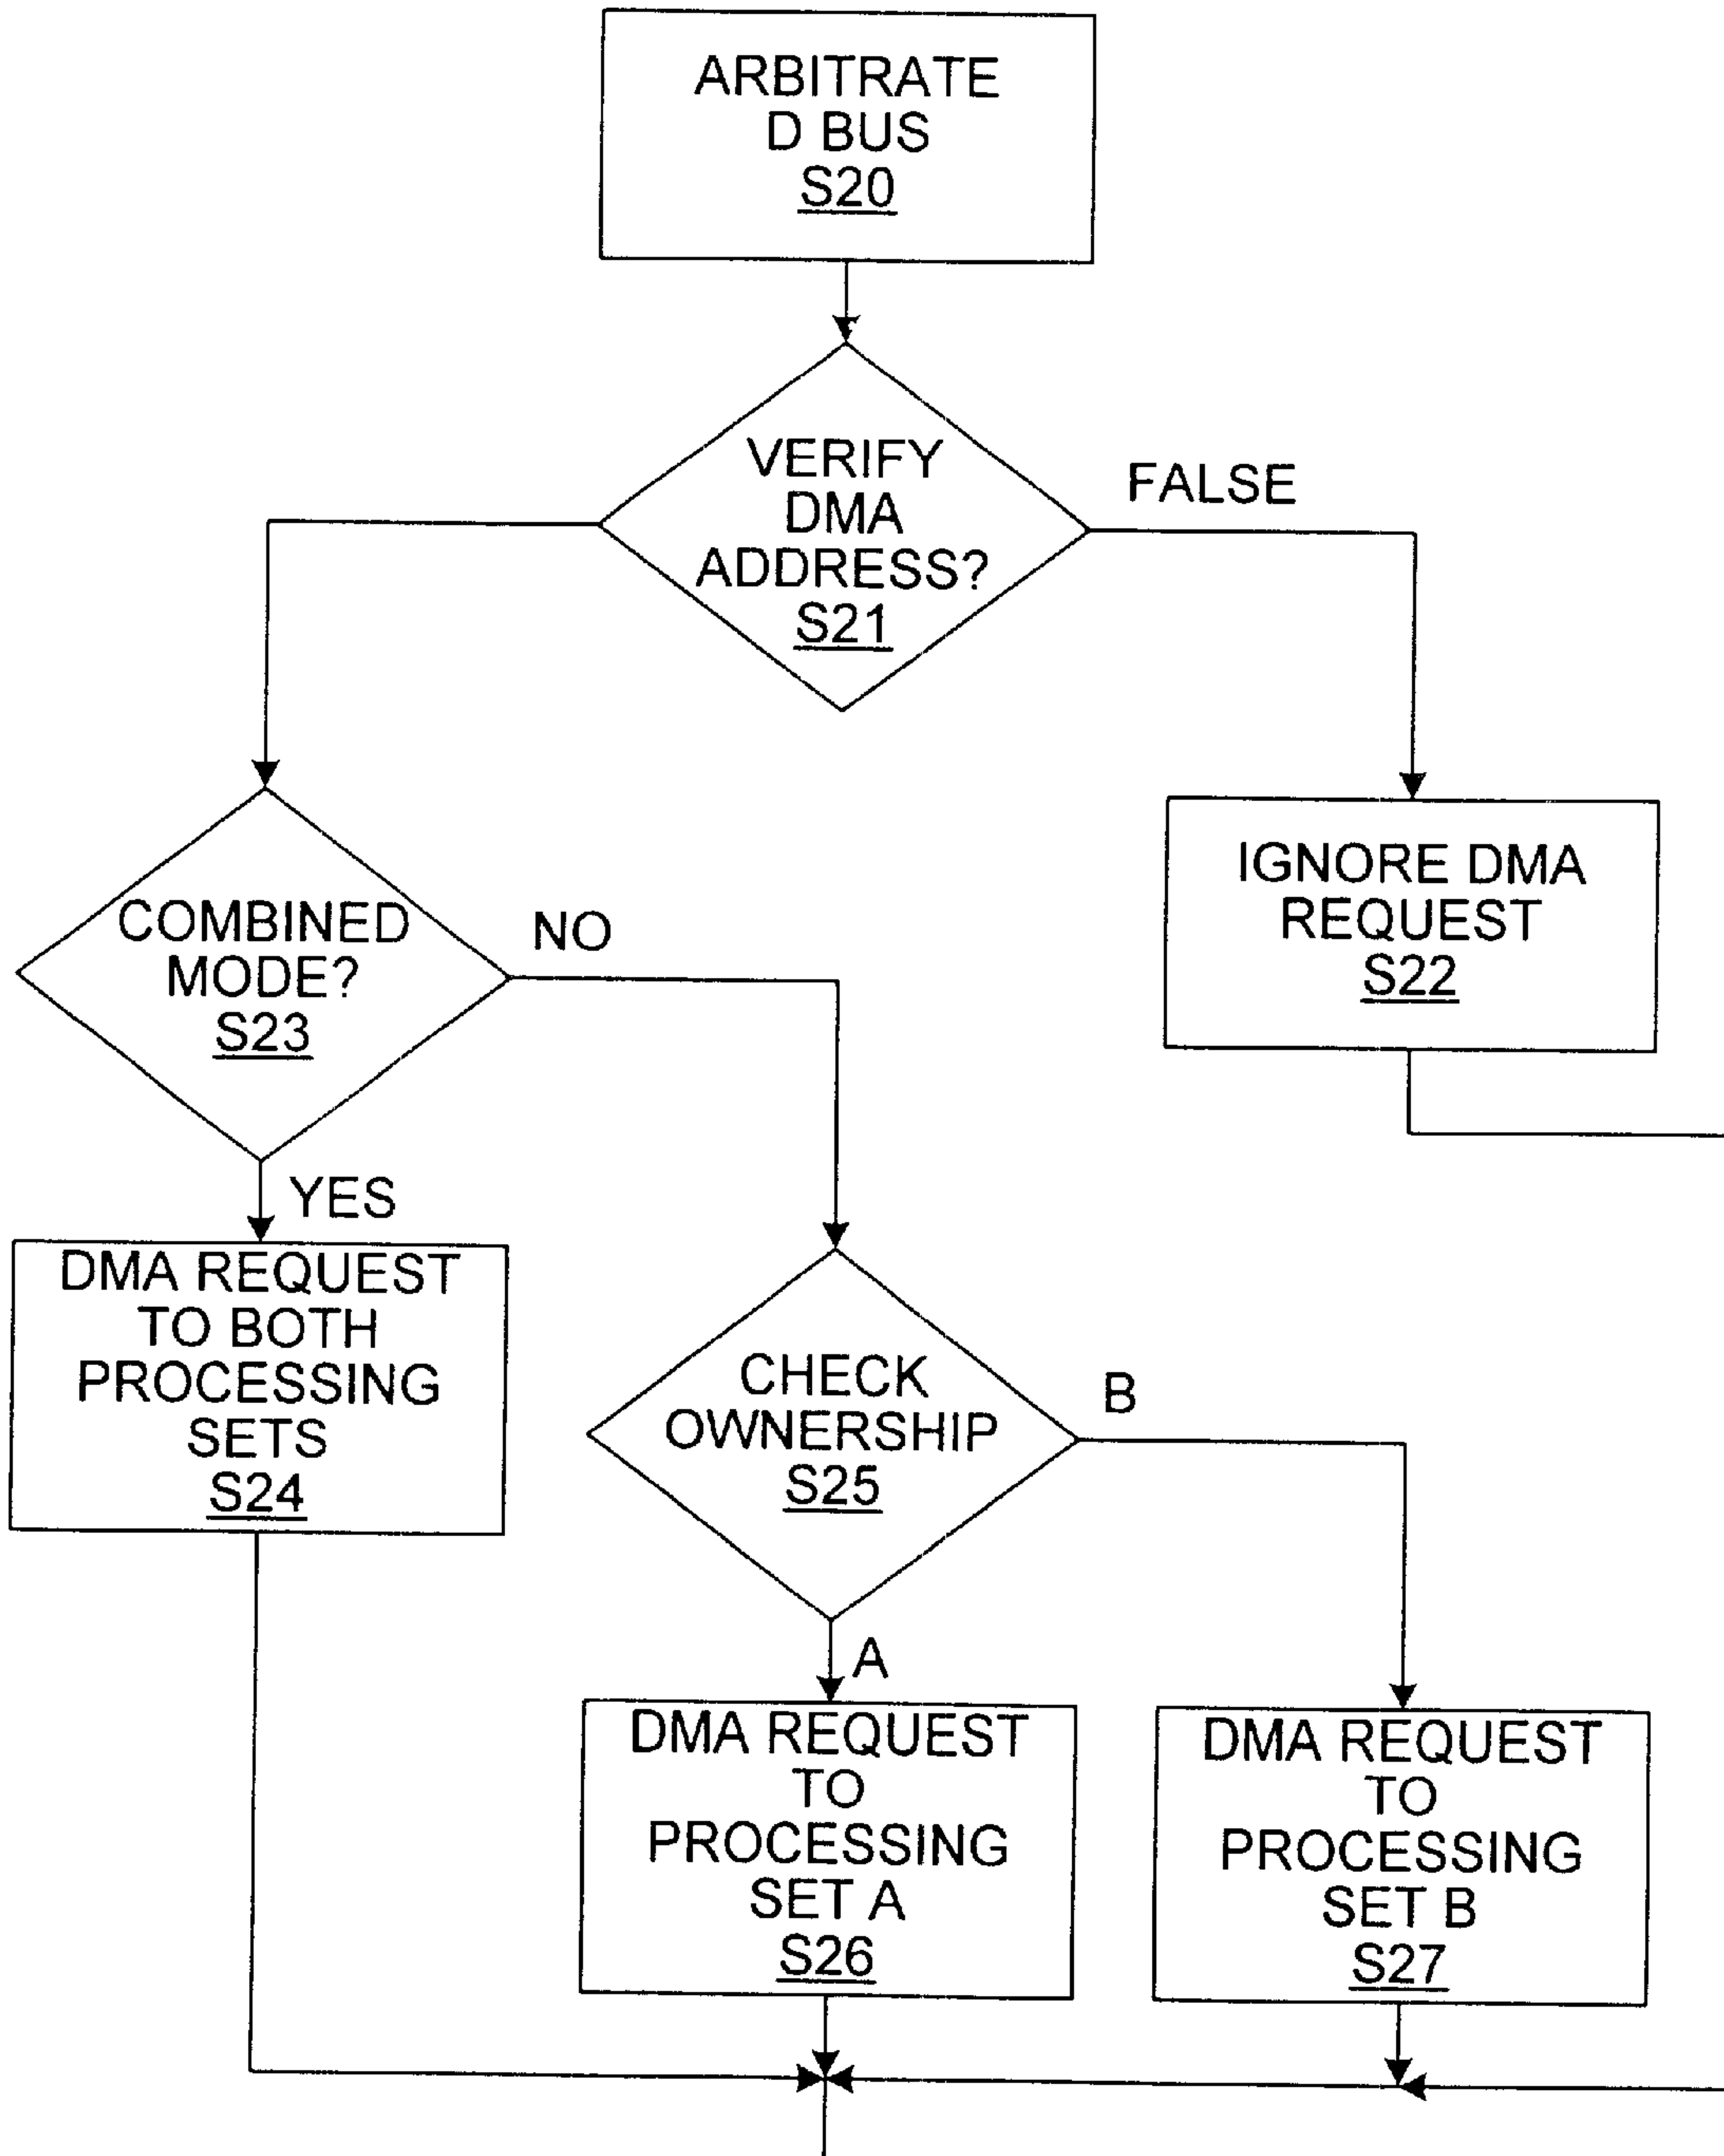 ARBITRATE
D BUS
S20
VERIFY
DMA
ADDRESS?
S21
FALSE
IGNORE DMA
REQUEST
S22
COMBINED
MODE?
S23
NO
YES
DMA REQUEST
TO BOTH
PROCESSING
SETS
S24
CHECK
OWNERSHIP
S25
B
A
DMA REQUEST
TO
PROCESSING
SET A
S26
DMA REQUEST
TO
PROCESSING
SET B
S27